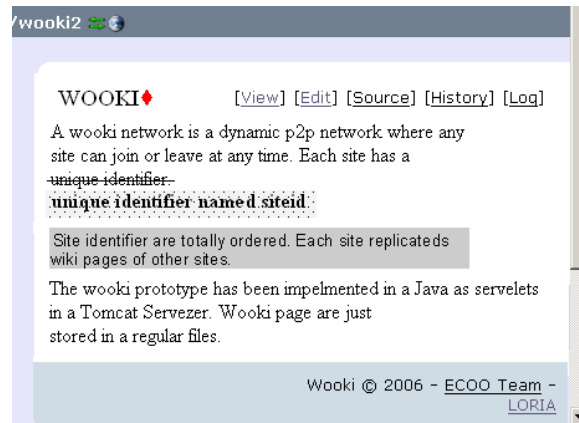 /wooki2
WOOKI
[View] [Edit] [Source] [History] [Log]
A wooki network is a dynamic p2p network where any
site can join or leave at any time. Each site has a
unique identifier.
unique identifier named siteid.
Site identifier are totally ordered. Each site replicateds
wiki pages of other sites.
The wooki prototype has been impelmented in a Java as servelets
in a Tomcat Servezer. Wooki page are just
stored in a regular files.
Wooki © 2006 - ECOO Team -
LORIA